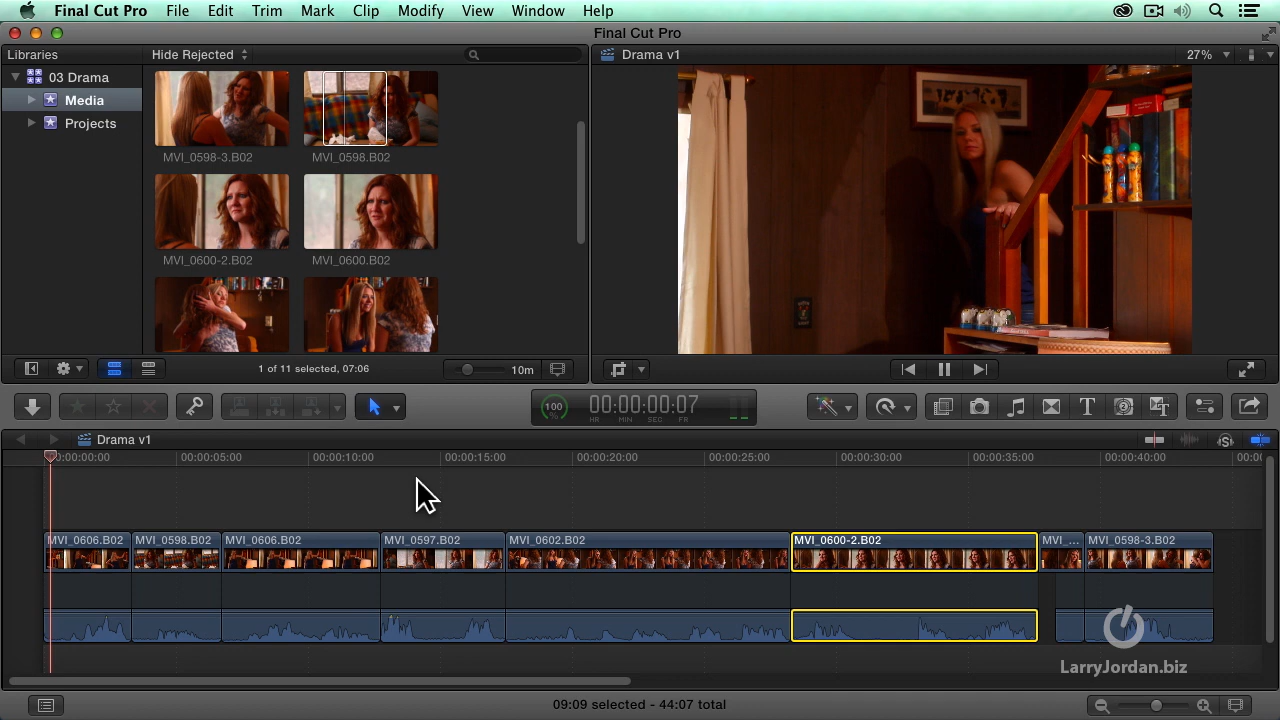 Final Cut Pro File Edit Trim Mark Clip Modify View Window Help
Final Cut Pro
Libraries Hide Rejected Drama v1 27%
03 Drama
Media
Projects
MVI_0598-3.B02 MVI_0598.B02
MVI_0600-2.B02 MVI_0600.B02
1 of 11 selected, 07:06 10m
100 % 00:00:00:07
HR MIN SEC FR
Drama v1
00:00:05:00 00:00:10:00 00:00:15:00 00:00:20:00 00:00:25:00 00:00:30:00 00:00:35:00 00:00:40:00
MVI_0606.B02 MVI_0598.B02 MVI_0606.B02 MVI_0597.B02 MVI_0602.B02 MVI_0600-2.B02 MVI_... MVI_0598-3.B02
LarryJordan.biz
09:09 selected - 44:07 total